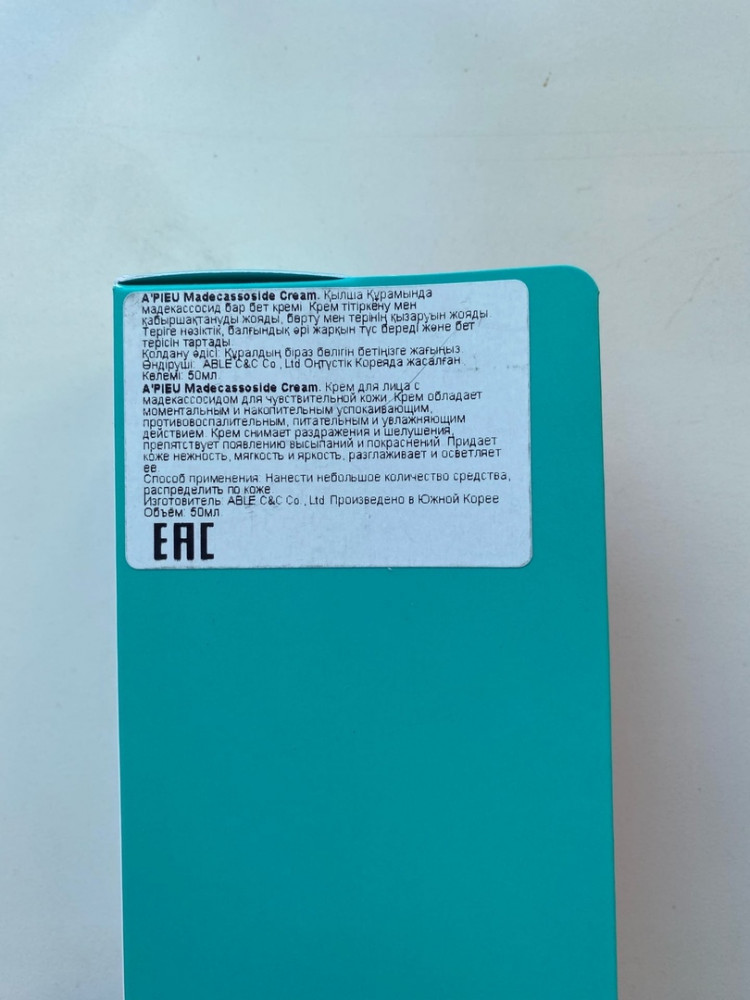 A'PIEU Madecassoside Cream. Қылша Құрамында
мадекассосид бар бет кремі. Крем тітіркену мен
қабыршақтануды жояды, бөрту мен терінің қызаруын жояды
Теріге нәзіктік, балғындық әрі жарқын түс береді және бет
терісін тартады.
Қолдану әдісі: Құралдың біраз бөлігін бетіңізге жағыңыз
Өндіруші: ABLE C&C Co., Ltd Оңтүстік Кореяда жасалған
Көлемі: 50мл
A'PIEU Madecassoside Cream. Крем для лица с
мадекассосидом для чувствительной кожи. Крем обладает
моментальным и накопительным успокаивающим,
противовоспалительным, питательным и увлажняющим
действием. Крем снимает раздражения и шелушения,
препятствует появлению высыпаний и покраснений. Придает
коже нежность, мягкость и яркость, разглаживает и осветляет
ее.
Способ применения: Нанести небольшое количество средства,
распределить по коже
Изготовитель: ABLE C&C Co., Ltd Произведено в Южной Корее
Объем: 50мл
EAC